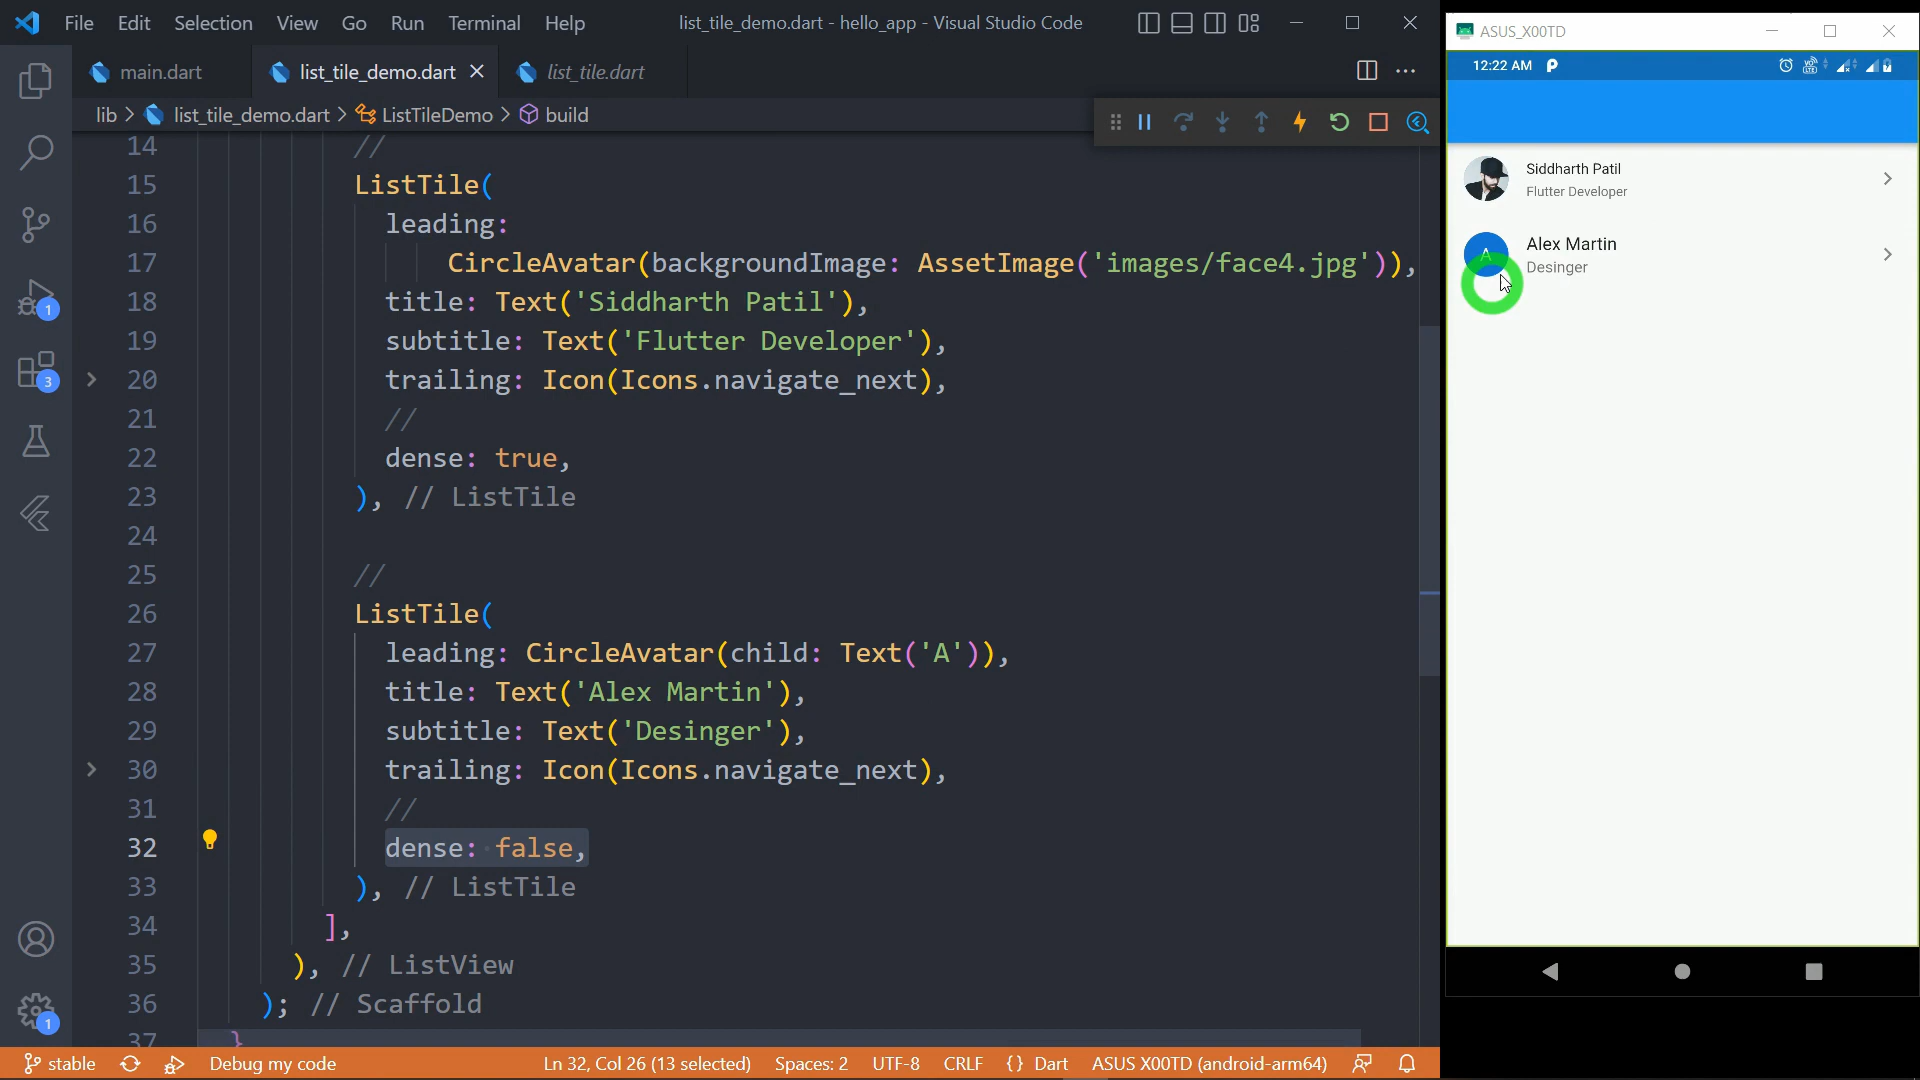 File Edit Selection View Go Run Terminal Help list_tile_demo.dart - hello_app - Visual Studio Code
main.dart list_tile_demo.dart list_tile.dart
lib > list_tile_demo.dart > ListTileDemo > build
14 //
15 ListTile(
16 leading:
17 CircleAvatar(backgroundImage: AssetImage('images/face4.jpg')),
18 title: Text('Siddharth Patil'),
19 subtitle: Text('Flutter Developer'),
20 trailing: Icon(Icons.navigate_next),
21 //
22 dense: true,
23 ), // ListTile
24
25 //
26 ListTile(
27 leading: CircleAvatar(child: Text('A')),
28 title: Text('Alex Martin'),
29 subtitle: Text('Desinger'),
30 trailing: Icon(Icons.navigate_next),
31 //
32 dense: false,
33 ), // ListTile
34 ],
35 ), // ListView
36 ); // Scaffold
37 }
1
3
1
stable Debug my code Ln 32, Col 26 (13 selected) Spaces: 2 UTF-8 CRLF {} Dart ASUS X00TD (android-arm64)
ASUS_X00TD
12:22 AM
VO LTE
Siddharth Patil
Flutter Developer
A
Alex Martin
Desinger